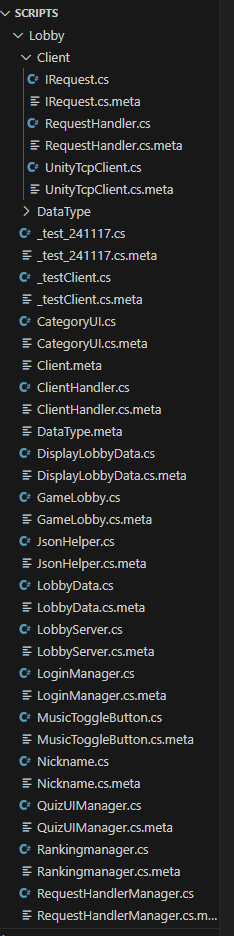 SCRIPTS
Lobby
Client
C# IRequest.cs
IRequest.cs.meta
C# RequestHandler.cs
RequestHandler.cs.meta
C# UnityTcpClient.cs
UnityTcpClient.cs.meta
DataType
C# _test_241117.cs
_test_241117.cs.meta
C# _testClient.cs
_testClient.cs.meta
C# CategoryUI.cs
CategoryUI.cs.meta
Client.meta
C# ClientHandler.cs
ClientHandler.cs.meta
DataType.meta
C# DisplayLobbyData.cs
DisplayLobbyData.cs.meta
C# GameLobby.cs
GameLobby.cs.meta
C# JsonHelper.cs
JsonHelper.cs.meta
C# LobbyData.cs
LobbyData.cs.meta
C# LobbyServer.cs
LobbyServer.cs.meta
C# LoginManager.cs
LoginManager.cs.meta
C# MusicToggleButton.cs
MusicToggleButton.cs.meta
C# Nickname.cs
Nickname.cs.meta
C# QuizUIManager.cs
QuizUIManager.cs.meta
C# Rankingmanager.cs
Rankingmanager.cs.meta
C# RequestHandlerManager.cs
RequestHandlerManager.cs.m...